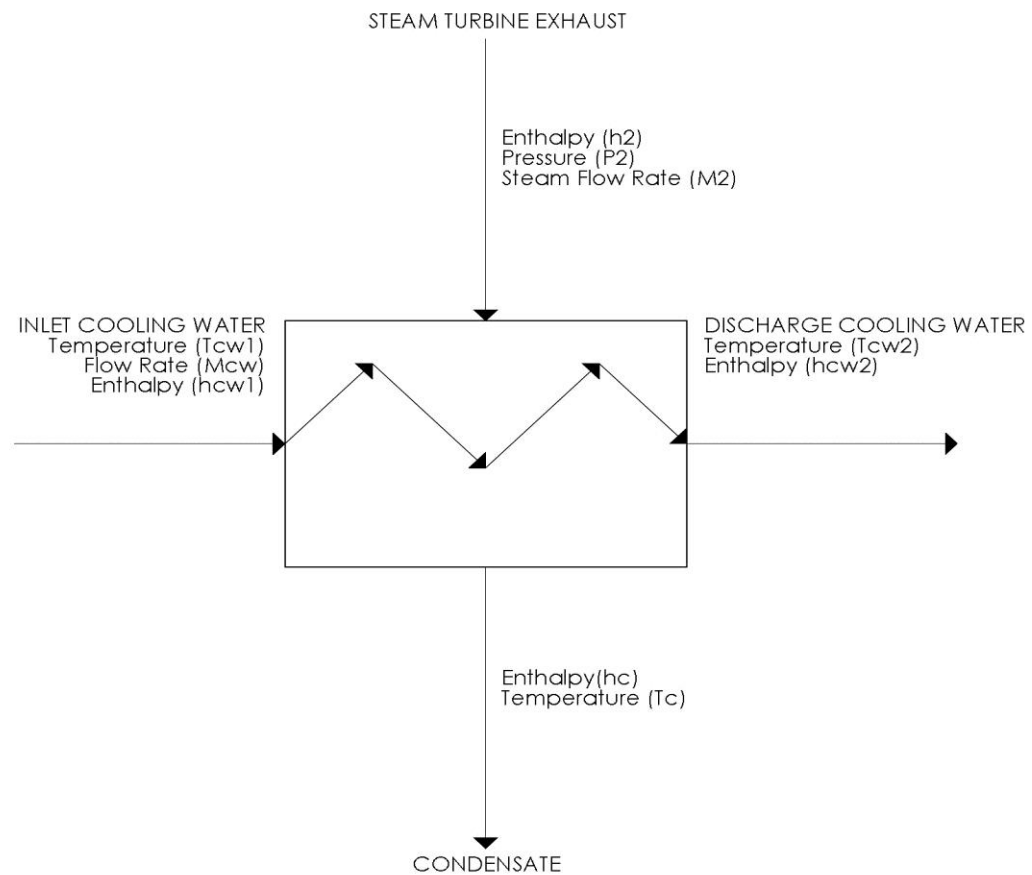 STEAM TURBINE EXHAUST
Enthalpy (h2)
Pressure (P2)
Steam Flow Rate (M2)
INLET COOLING WATER
Temperature (Tcw1)
Flow Rate (Mcw)
Enthalpy (hcw1)
DISCHARGE COOLING WATER
Temperature (Tcw2)
Enthalpy (hcw2)
Enthalpy(hc)
Temperature (Tc)
CONDENSATE